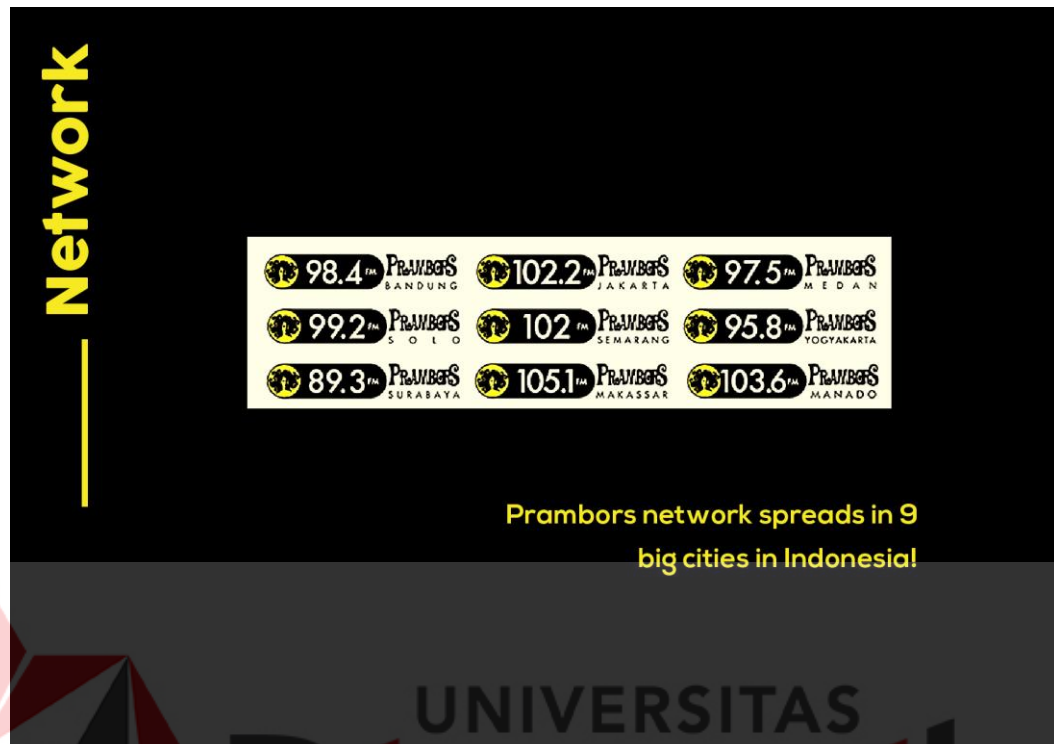 Network
98.4 FM PRAMBORS BANDUNG
102.2 FM PRAMBORS JAKARTA
97.5 FM PRAMBORS MEDAN
99.2 FM PRAMBORS SOLO
102 FM PRAMBORS SEMARANG
95.8 FM PRAMBORS YOGYAKARTA
89.3 FM PRAMBORS SURABAYA
105.1 FM PRAMBORS MAKASSAR
103.6 FM PRAMBORS MANADO
Prambors network spreads in 9
big cities in Indonesia!
UNIVERSITAS